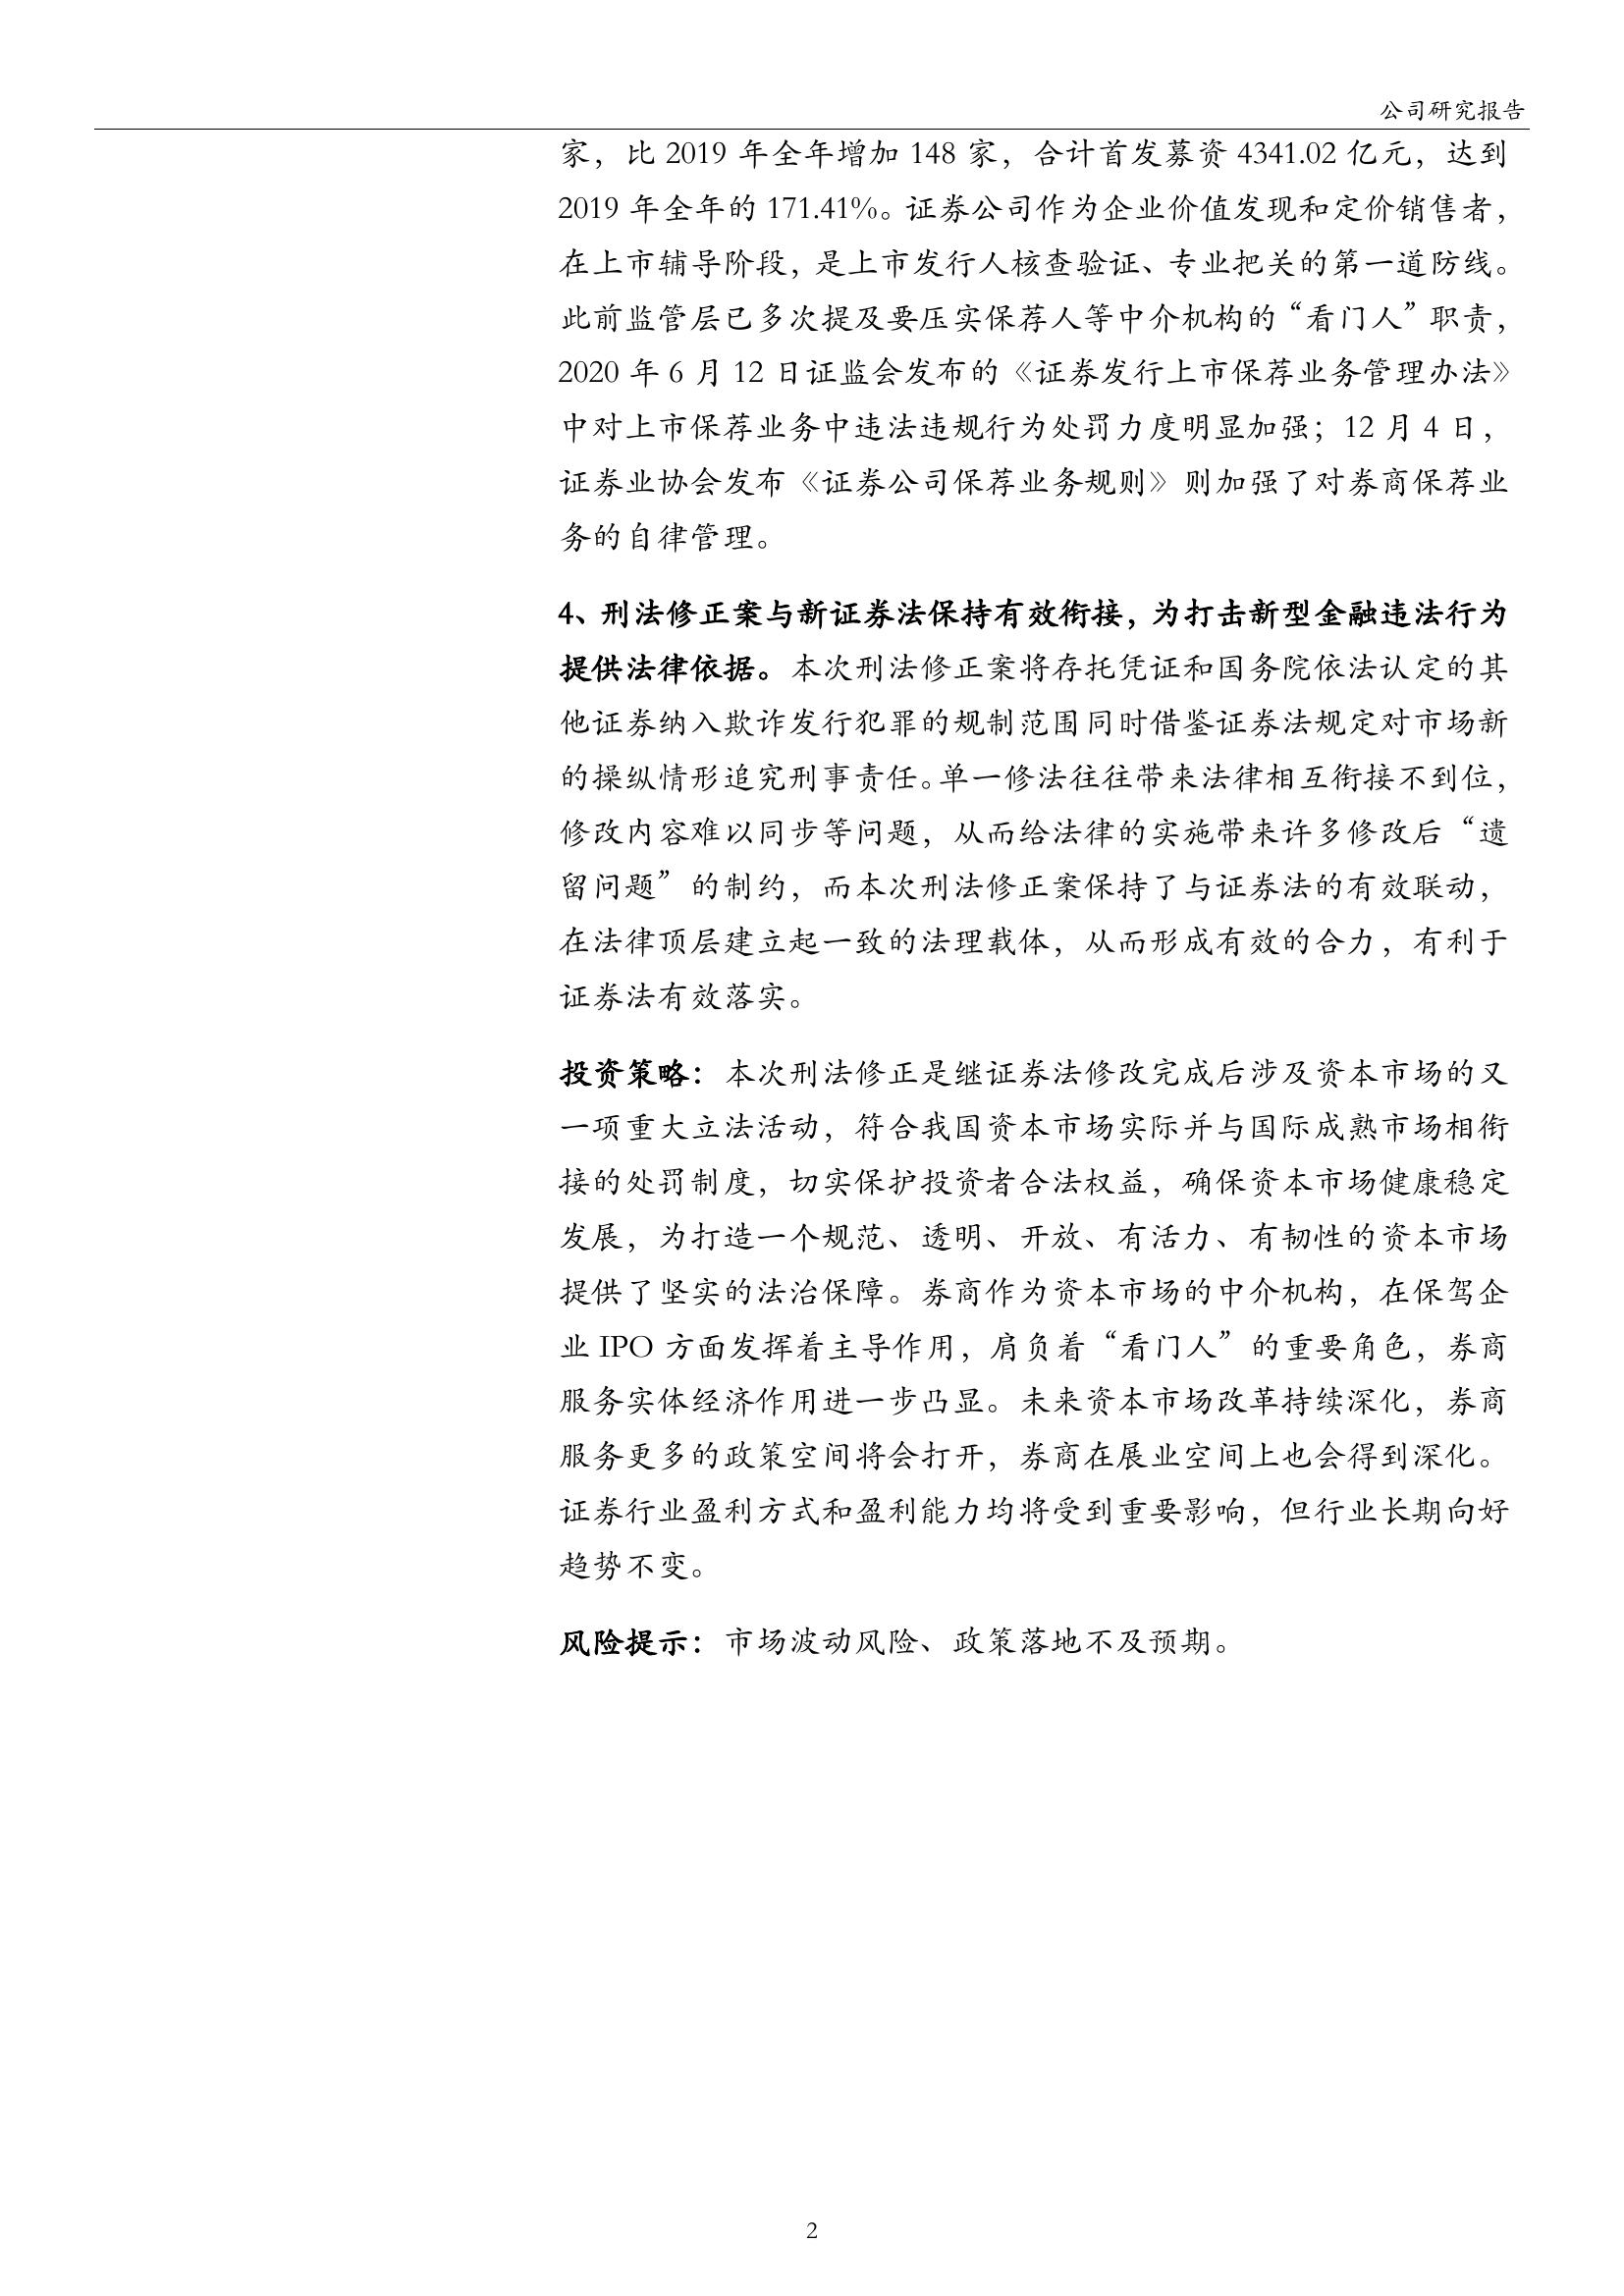 公司研究报告
家，比 2019 年全年增加 148 家，合计首发募资 4341.02 亿元，达到
2019 年全年的 171.41%。证券公司作为企业价值发现和定价销售者，
在上市辅导阶段，是上市发行人核查验证、专业把关的第一道防线。
此前监管层已多次提及要压实保荐人等中介机构的“看门人”职责，
2020 年 6 月 12 日证监会发布的《证券发行上市保荐业务管理办法》
中对上市保荐业务中违法违规行为处罚力度明显加强；12 月 4 日，
证券业协会发布《证券公司保荐业务规则》则加强了对券商保荐业
务的自律管理。
4、刑法修正案与新证券法保持有效衔接，为打击新型金融违法行为
提供法律依据。本次刑法修正案将存托凭证和国务院依法认定的其
他证券纳入欺诈发行犯罪的规制范围同时借鉴证券法规定对市场新
的操纵情形追究刑事责任。单一修法往往带来法律相互衔接不到位，
修改内容难以同步等问题，从而给法律的实施带来许多修改后“遗
留问题”的制约，而本次刑法修正案保持了与证券法的有效联动，
在法律顶层建立起一致的法理载体，从而形成有效的合力，有利于
证券法有效落实。
投资策略：本次刑法修正是继证券法修改完成后涉及资本市场的又
一项重大立法活动，符合我国资本市场实际并与国际成熟市场相衔
接的处罚制度，切实保护投资者合法权益，确保资本市场健康稳定
发展，为打造一个规范、透明、开放、有活力、有韧性的资本市场
提供了坚实的法治保障。券商作为资本市场的中介机构，在保驾企
业 IPO 方面发挥着主导作用，肩负着“看门人”的重要角色，券商
服务实体经济作用进一步凸显。未来资本市场改革持续深化，券商
服务更多的政策空间将会打开，券商在展业空间上也会得到深化。
证券行业盈利方式和盈利能力均将受到重要影响，但行业长期向好
趋势不变。
风险提示：市场波动风险、政策落地不及预期。
2